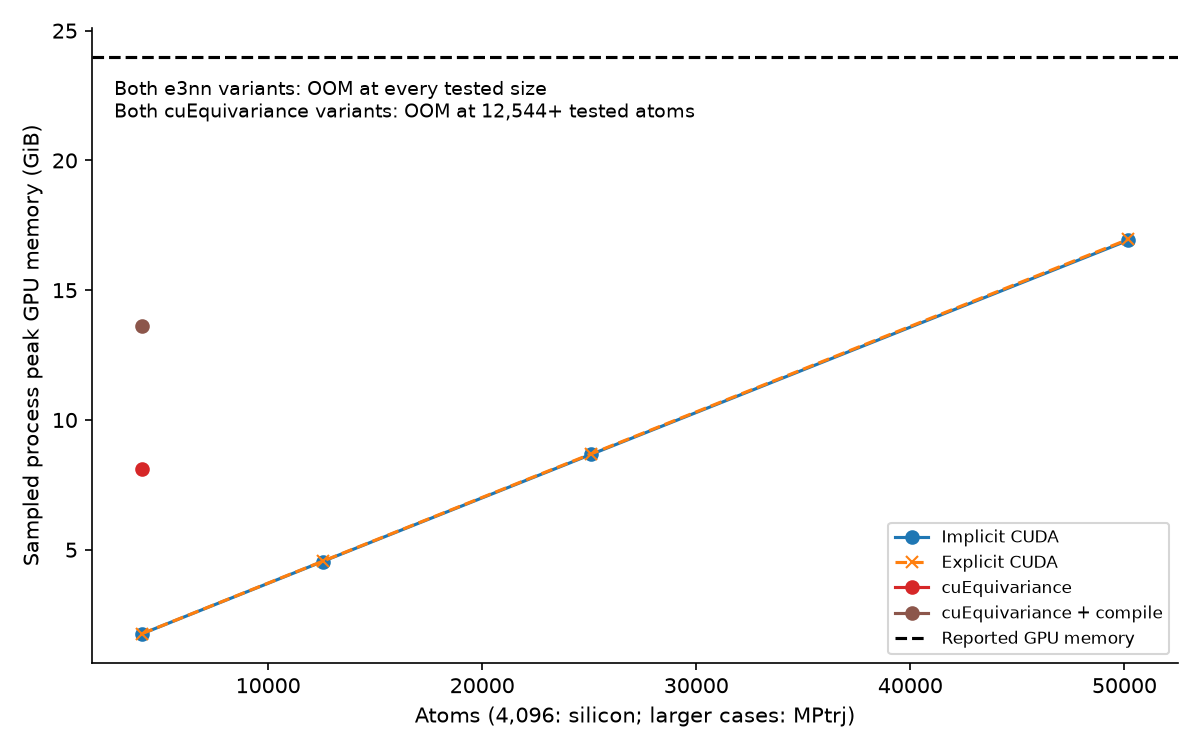 25
20
15
10
5
Sampled process peak GPU memory (GiB)
Both e3nn variants: OOM at every tested size
Both cuEquivariance variants: OOM at 12,544+ tested atoms
Implicit CUDA
Explicit CUDA
cuEquivariance
cuEquivariance + compile
Reported GPU memory
10000 20000 30000 40000 50000
Atoms (4,096: silicon; larger cases: MPtrj)